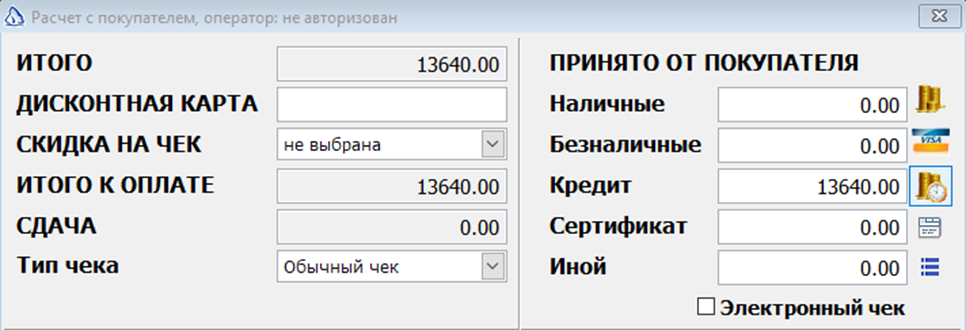 Расчет с покупателем, оператор: не авторизован
ИТОГО 13640.00
ДИСКОНТНАЯ КАРТА
СКИДКА НА ЧЕК не выбрана
ИТОГО К ОПЛАТЕ 13640.00
СДАЧА 0.00
Тип чека Обычный чек
ПРИНЯТО ОТ ПОКУПАТЕЛЯ
Наличные 0.00
Безналичные 0.00 VISA
Кредит 13640.00
Сертификат 0.00
Иной 0.00
Электронный чек